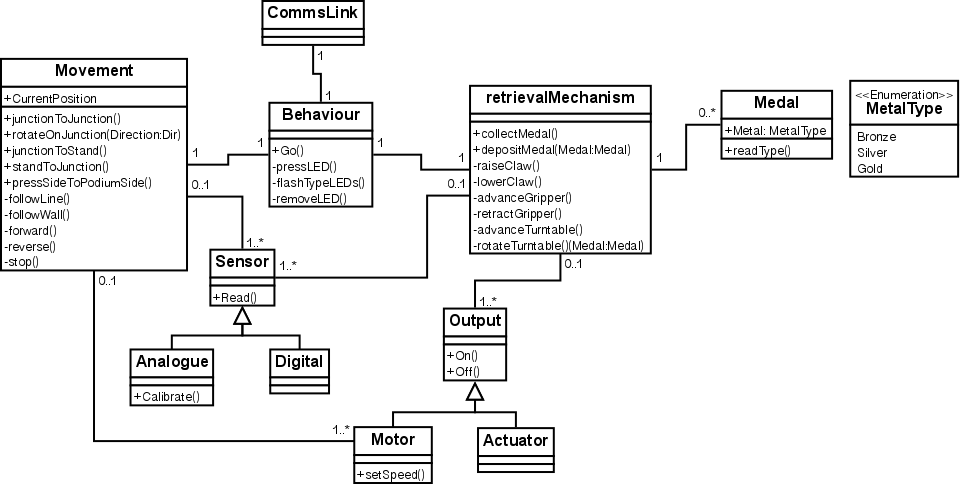 CommsLink
1
1
Movement
+CurrentPosition
+junctionToJunction()
+rotateOnJunction(Direction:Dir)
+junctionToStand()
+standToJunction()
+pressSideToPodiumSide()
-followLine()
-followWall()
-forward()
-reverse()
-stop()
1
0..1
0..1
Behaviour
+Go()
-pressLED()
-flashTypeLEDs()
-removeLED()
1
1
retrievalMechanism
+collectMedal()
+depositMedal(Medal:Medal)
-raiseClaw()
-lowerClaw()
-advanceGripper()
-retractGripper()
-advanceTurntable()
-rotateTurntable()(Medal:Medal)
1
0..1
1
0..1
0..*
Medal
+Metal: MetalType
+readType()
<<Enumeration>>
MetalType
Bronze
Silver
Gold
1..*
1..*
Sensor
+Read()
Analogue
+Calibrate()
Digital
1..*
Output
+On()
+Off()
1..*
Motor
+setSpeed()
Actuator